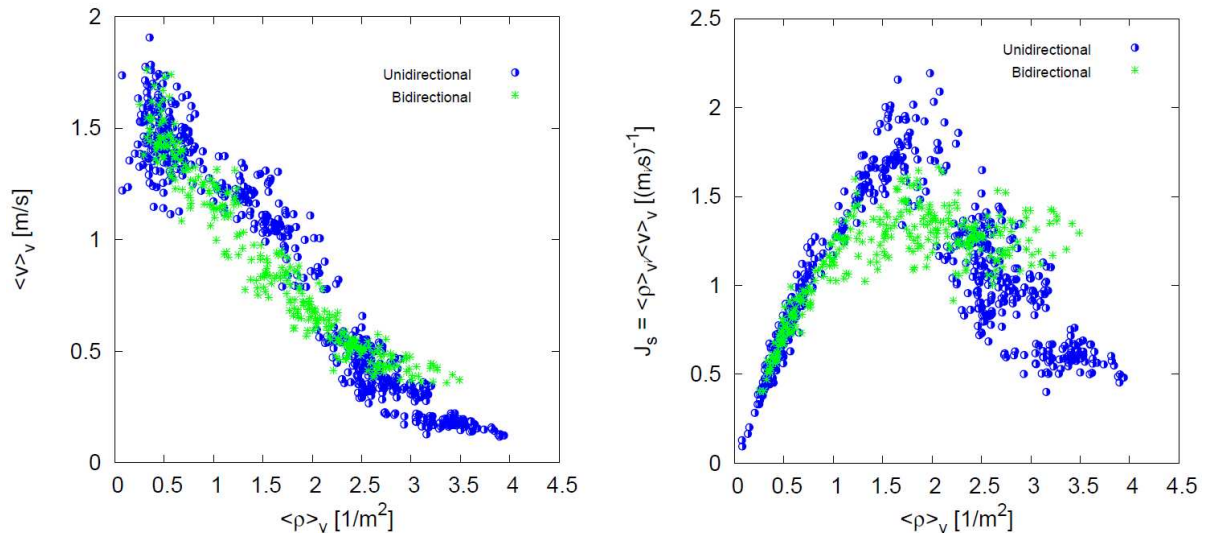 2
1.5
1
0.5
0
<v>ᵥ [m/s]
Unidirectional
Bidirectional
0 0.5 1 1.5 2 2.5 3 3.5 4 4.5
<ρ>ᵥ [1/m²]
2.5
2
1.5
1
0.5
0
Jₛ = <ρ>ᵥ·<v>ᵥ [(m·s)⁻¹]
Unidirectional
Bidirectional
0 0.5 1 1.5 2 2.5 3 3.5 4 4.5
<ρ>ᵥ [1/m²]